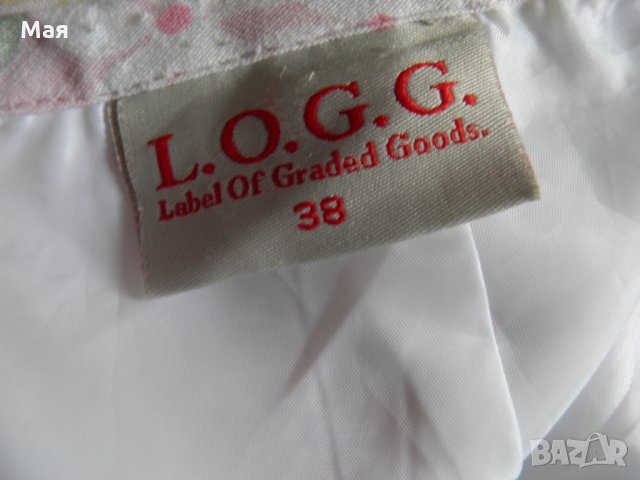 Мая
L.O.G.G.
Label Of Graded Goods.
38
BAZAR